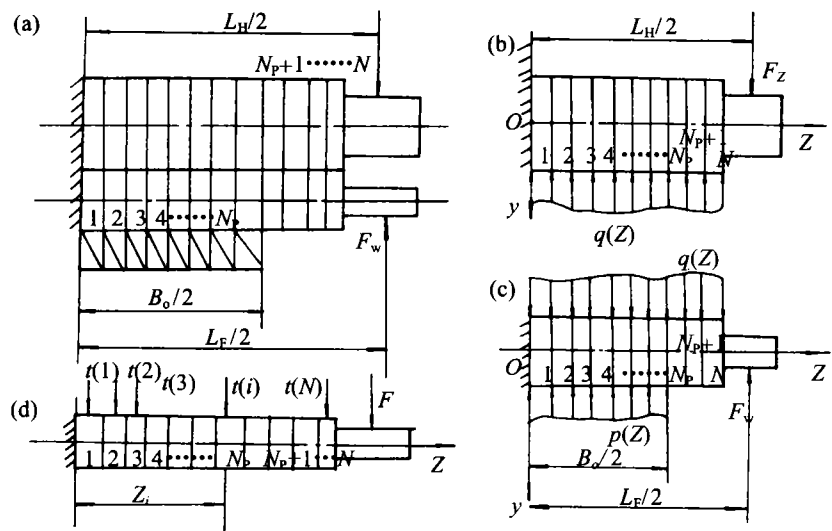 (a)
L_H/2
N_P+1……N
1 2 3 4……N_P
F_w
B_o/2
L_F/2
(b)
L_H/2
F_Z
O
Z
N_P+
1 2 3 4……N_P N
y
q(Z)
(c)
q(Z)
O
Z
N_P+
1 2 3 4……N_P N
F_w
p(Z)
B_o/2
L_F/2
y
(d)
t(1) t(2) t(3) t(i) t(N) F
1 2 3 4……N_P N_P+1……N Z
Z_i